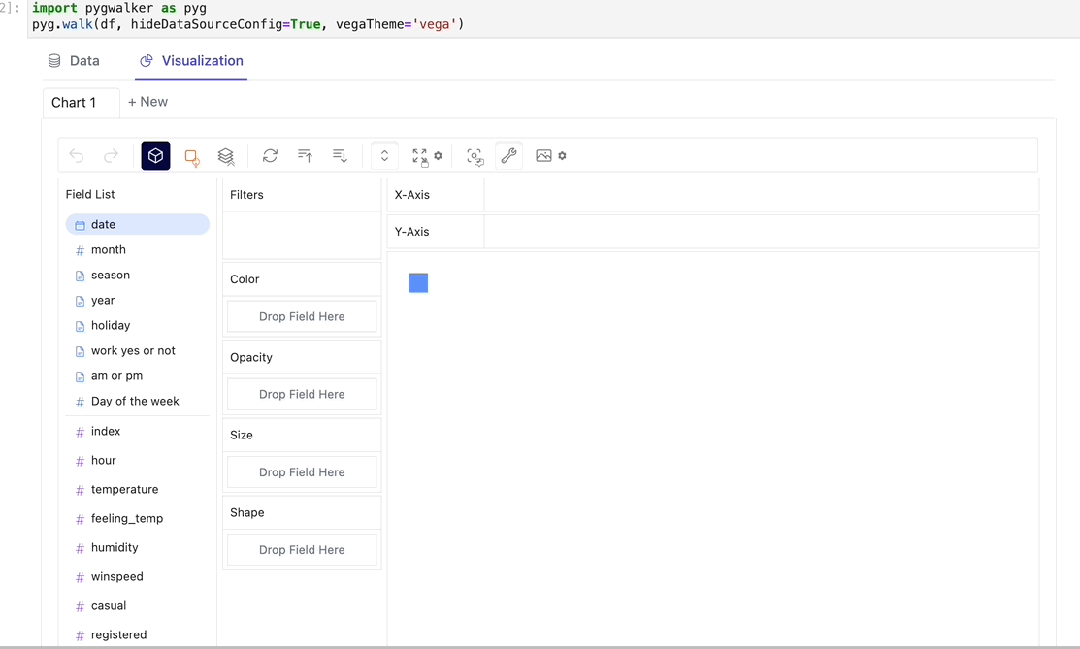 2]:
import pygwalker as pyg
pyg.walk(df, hideDataSourceConfig=True, vegaTheme='vega')
Data
Visualization
Chart 1
+ New
Field List
date
month
season
year
holiday
work yes or not
am or pm
Day of the week
index
hour
temperature
feeling_temp
humidity
winspeed
casual
registered
Filters
Color
Drop Field Here
Opacity
Drop Field Here
Size
Drop Field Here
Shape
Drop Field Here
X-Axis
Y-Axis